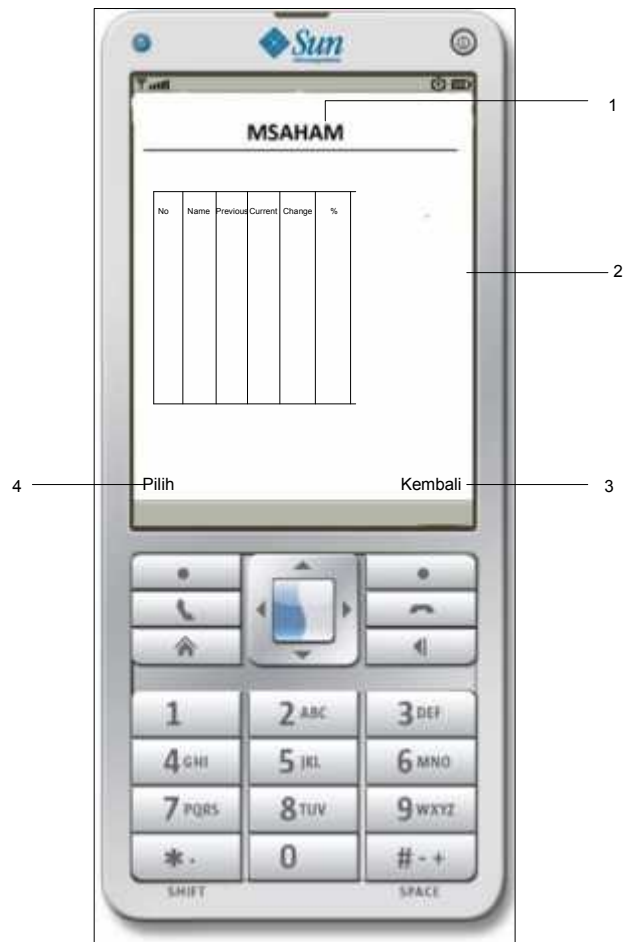 Sun
1
MSAHAM
2
No Name Previous Current Change %
4 Pilih Kembali 3
1 2 ABC 3 DEF
4 GHI 5 JKL 6 MNO
7 PQRS 8 TUV 9 WXYZ
* . 0 # - +
SHIFT SPACE